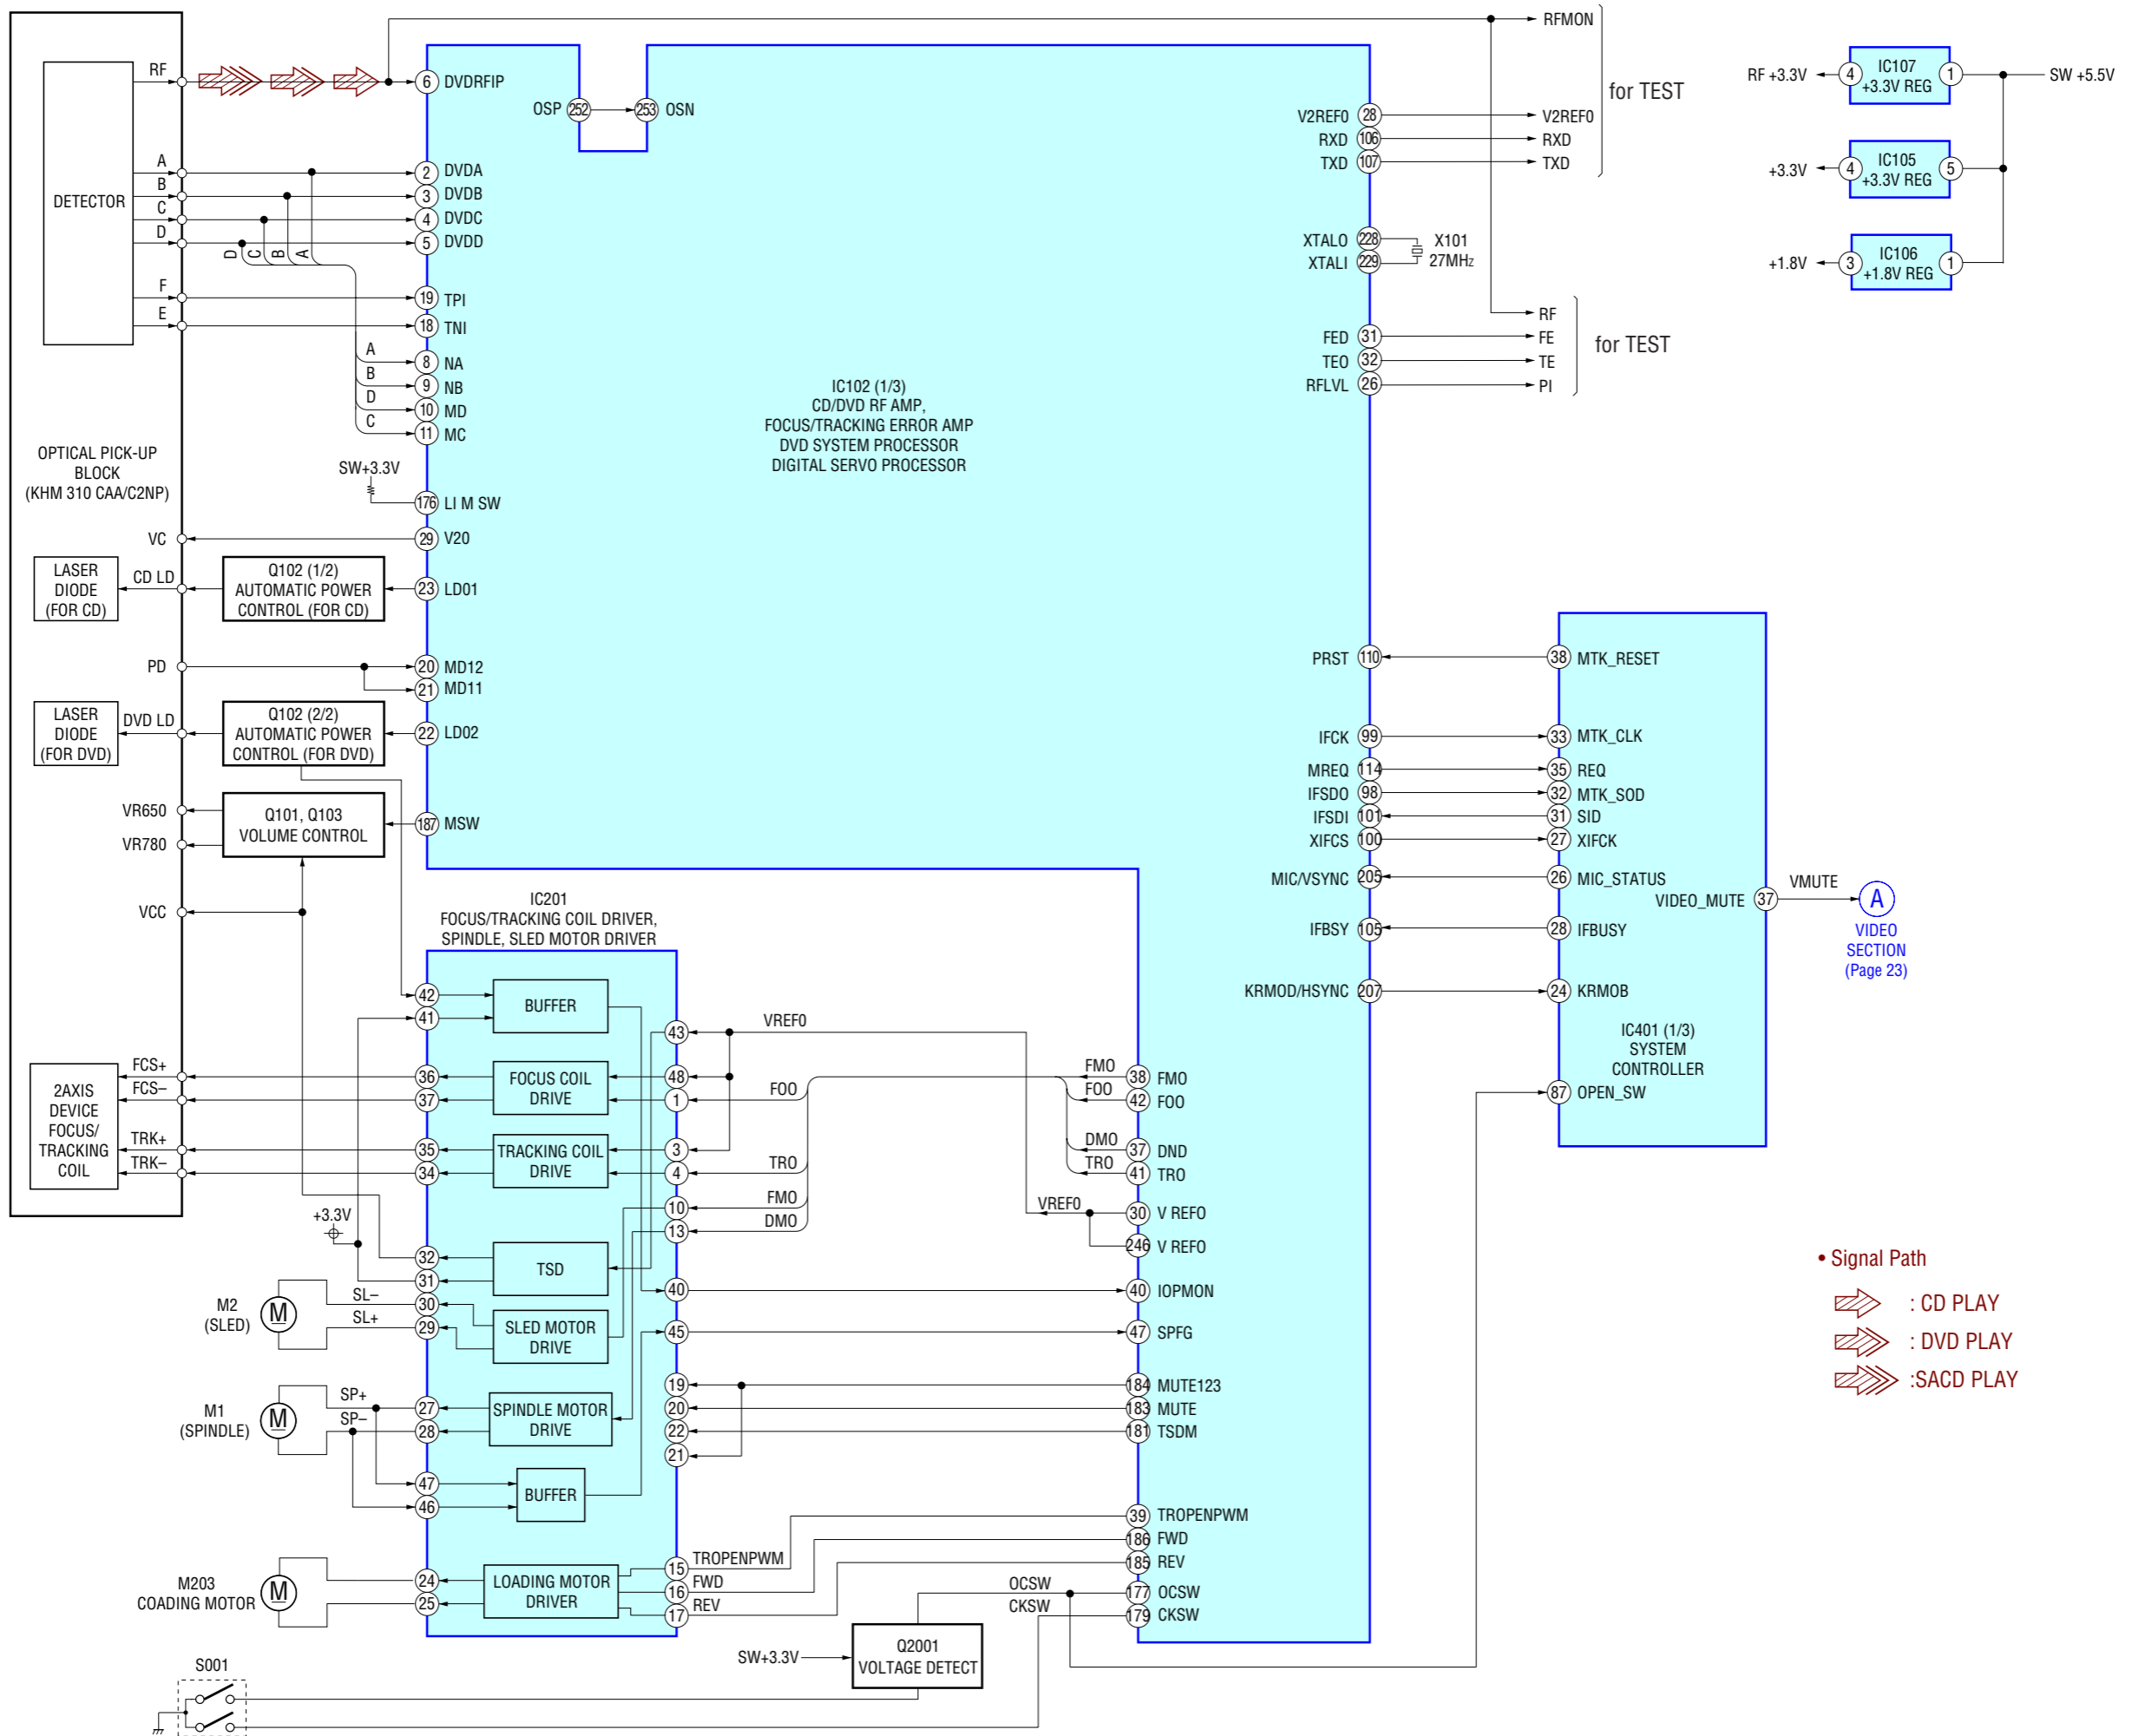 RFMON
RF
6 DVDRFIP
OSP 252
253 OSN
V2REF0 28
V2REF0
RXD 106
RXD
TXD 107
TXD
for TEST
RF +3.3V
4
IC107
+3.3V REG
1
SW +5.5V
+3.3V
4
IC105
+3.3V REG
5
+1.8V
3
IC106
+1.8V REG
1
DETECTOR
A
B
C
D
F
E
2 DVDA
3 DVDB
4 DVDC
5 DVDD
D
C
B
A
19 TPI
18 TNI
A
8 NA
B
9 NB
D
10 MD
C
11 MC
XTALO 228
XTALI 229
X101
27MHz
RF
FED 31
FE
TEO 32
TE
RFLVL 26
PI
for TEST
IC102 (1/3)
CD/DVD RF AMP,
FOCUS/TRACKING ERROR AMP
DVD SYSTEM PROCESSOR
DIGITAL SERVO PROCESSOR
OPTICAL PICK-UP
BLOCK
(KHM 310 CAA/C2NP)
SW+3.3V
176 LI M SW
VC
29 V20
LASER
DIODE
(FOR CD)
CD LD
Q102 (1/2)
AUTOMATIC POWER
CONTROL (FOR CD)
23 LD01
PD
20 MD12
21 MD11
LASER
DIODE
(FOR DVD)
DVD LD
Q102 (2/2)
AUTOMATIC POWER
CONTROL (FOR DVD)
22 LD02
VR650
VR780
Q101, Q103
VOLUME CONTROL
187 MSW
VCC
PRST 110
38 MTK_RESET
IFCK 99
33 MTK_CLK
MREQ 114
35 REQ
IFSDO 98
32 MTK_SOD
IFSDI 101
31 SID
XIFCS 100
27 XIFCK
MIC/VSYNC 205
26 MIC_STATUS
VIDEO_MUTE 37
VMUTE
A
VIDEO
SECTION
(Page 23)
IFBSY 105
28 IFBUSY
KRMOD/HSYNC 207
24 KRMOB
IC401 (1/3)
SYSTEM
CONTROLLER
87 OPEN_SW
IC201
FOCUS/TRACKING COIL DRIVER,
SPINDLE, SLED MOTOR DRIVER
42
41
BUFFER
43
VREF0
2AXIS
DEVICE
FOCUS/
TRACKING
COIL
FCS+
FCS–
TRK+
TRK–
36
37
FOCUS COIL
DRIVE
48
1
FOO
35
34
TRACKING COIL
DRIVE
3
4
TRO
10
FMO
13
DMO
FMO
38 FMO
FOO
42 FOO
DMO
37 DND
TRO
41 TRO
VREF0
30 V REFO
246 V REFO
+3.3V
32
31
TSD
40
40 IOPMON
M2
(SLED)
M
SL–
SL+
30
29
SLED MOTOR
DRIVE
45
47 SPFG
M1
(SPINDLE)
M
SP+
SP–
27
28
SPINDLE MOTOR
DRIVE
19
20
22
21
184 MUTE123
183 MUTE
181 TSDM
47
46
BUFFER
M203
COADING MOTOR
M
24
25
LOADING MOTOR
DRIVER
15
TROPENPWM
16
FWD
17
REV
39 TROPENPWM
186 FWD
185 REV
OCSW
177 OCSW
CKSW
179 CKSW
SW+3.3V
Q2001
VOLTAGE DETECT
S001
• Signal Path
: CD PLAY
: DVD PLAY
:SACD PLAY